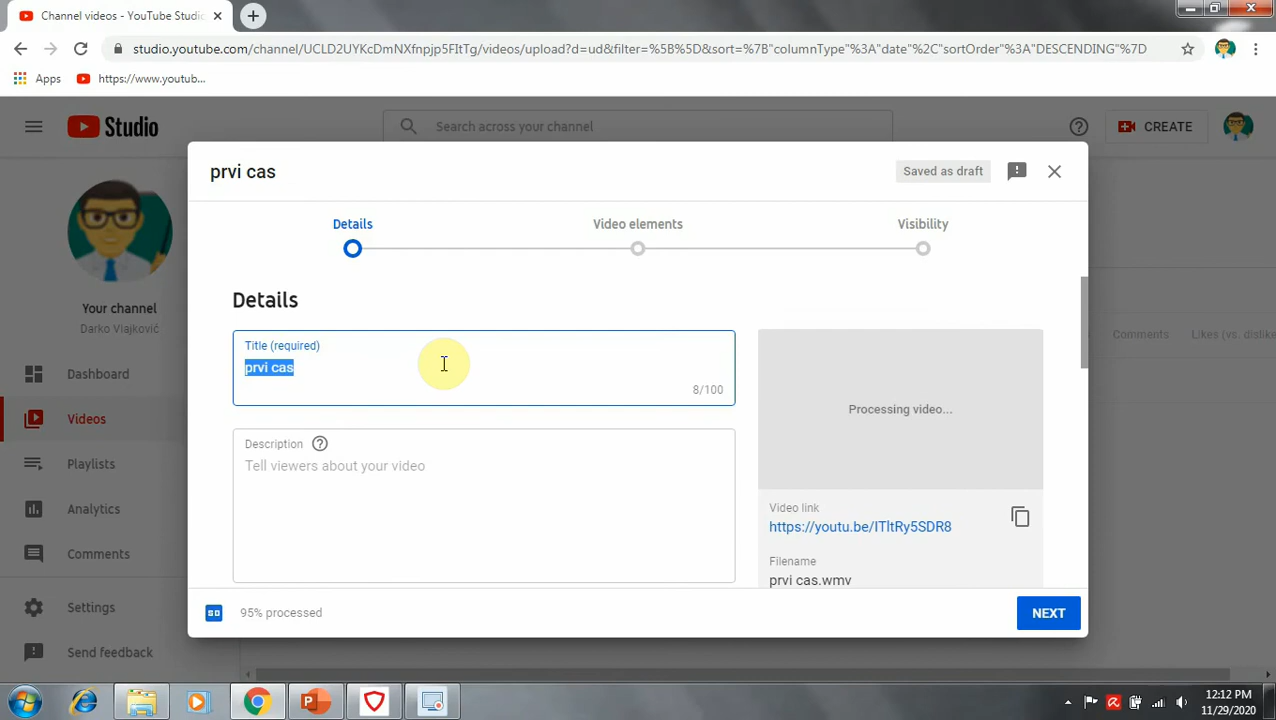 Channel videos - YouTube Studio
studio.youtube.com/channel/UCLD2UYKcDmNXfnpjp5FItTg/videos/upload?d=ud&filter=%5B%5D&sort=%7B"columnType"%3A"date"%2C"sortOrder"%3A"DESCENDING"%7D
Apps
https://www.youtub...
Studio
Search across your channel
CREATE
prvi cas
Saved as draft
Details
Video elements
Visibility
Your channel
Darko Vlajković
Comments
Likes (vs. dislike
Details
Title (required)
prvi cas
8/100
Processing video...
Dashboard
Videos
Playlists
Analytics
Comments
Settings
Send feedback
Description
Tell viewers about your video
Video link
https://youtu.be/ITltRy5SDR8
Filename
prvi cas.wmv
SD
95% processed
NEXT
12:12 PM
11/29/2020